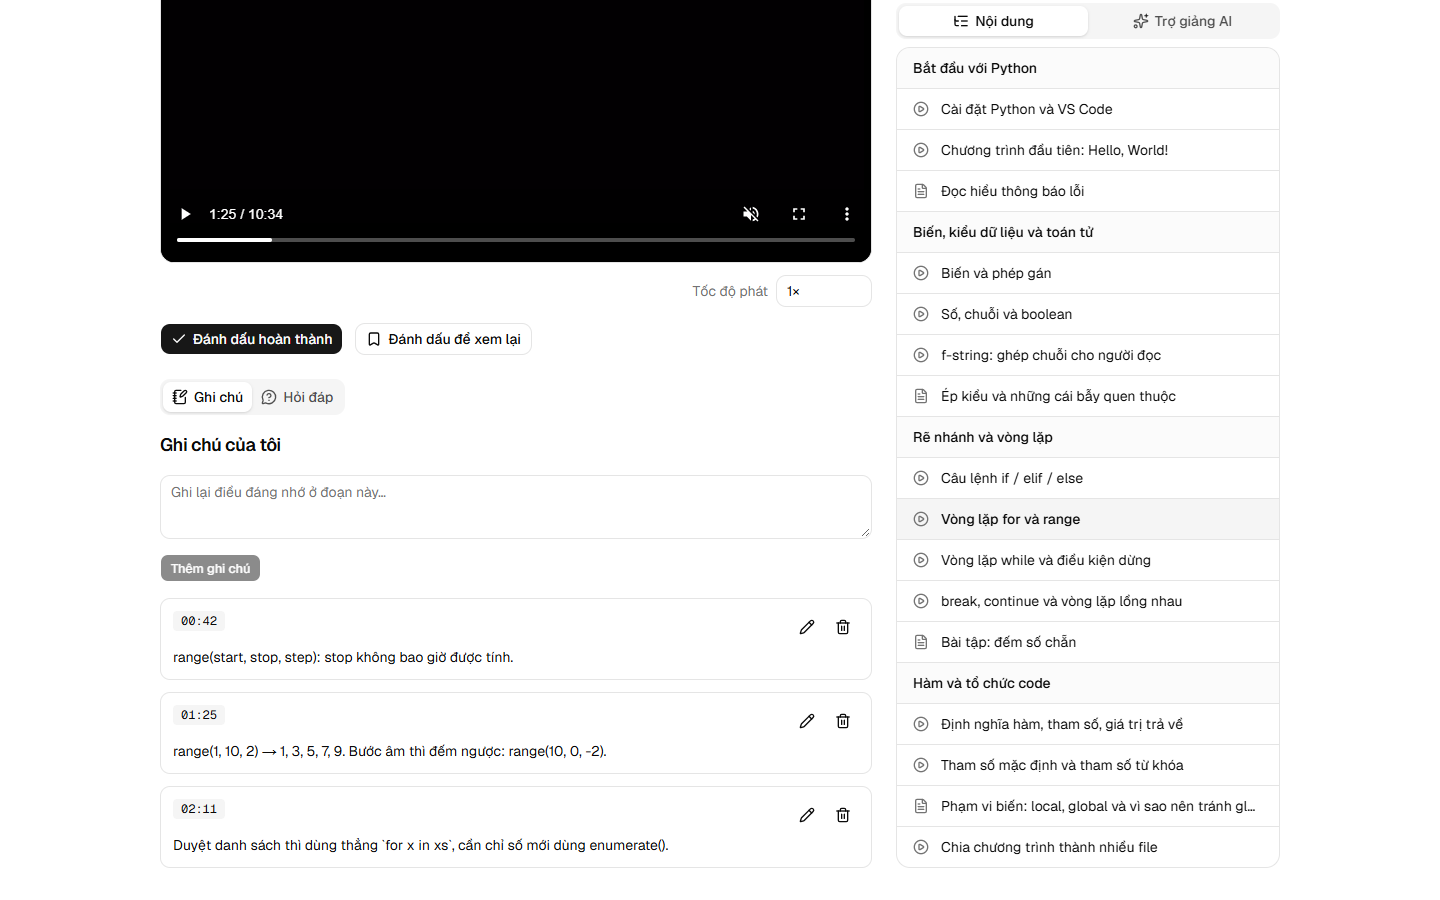 1:25 / 10:34
Tốc độ phát
1×
Đánh dấu hoàn thành
Đánh dấu để xem lại
Ghi chú
Hỏi đáp
Ghi chú của tôi
Ghi lại điều đáng nhớ ở đoạn này...
Thêm ghi chú
00:42
range(start, stop, step): stop không bao giờ được tính.
01:25
range(1, 10, 2) → 1, 3, 5, 7, 9. Bước âm thì đếm ngược: range(10, 0, -2).
02:11
Duyệt danh sách thì dùng thẳng `for x in xs`, cần chỉ số mới dùng enumerate().
Nội dung
Trợ giảng AI
Bắt đầu với Python
Cài đặt Python và VS Code
Chương trình đầu tiên: Hello, World!
Đọc hiểu thông báo lỗi
Biến, kiểu dữ liệu và toán tử
Biến và phép gán
Số, chuỗi và boolean
f-string: ghép chuỗi cho người đọc
Ép kiểu và những cái bẫy quen thuộc
Rẽ nhánh và vòng lặp
Câu lệnh if / elif / else
Vòng lặp for và range
Vòng lặp while và điều kiện dừng
break, continue và vòng lặp lồng nhau
Bài tập: đếm số chẵn
Hàm và tổ chức code
Định nghĩa hàm, tham số, giá trị trả về
Tham số mặc định và tham số từ khóa
Phạm vi biến: local, global và vì sao nên tránh gl...
Chia chương trình thành nhiều file